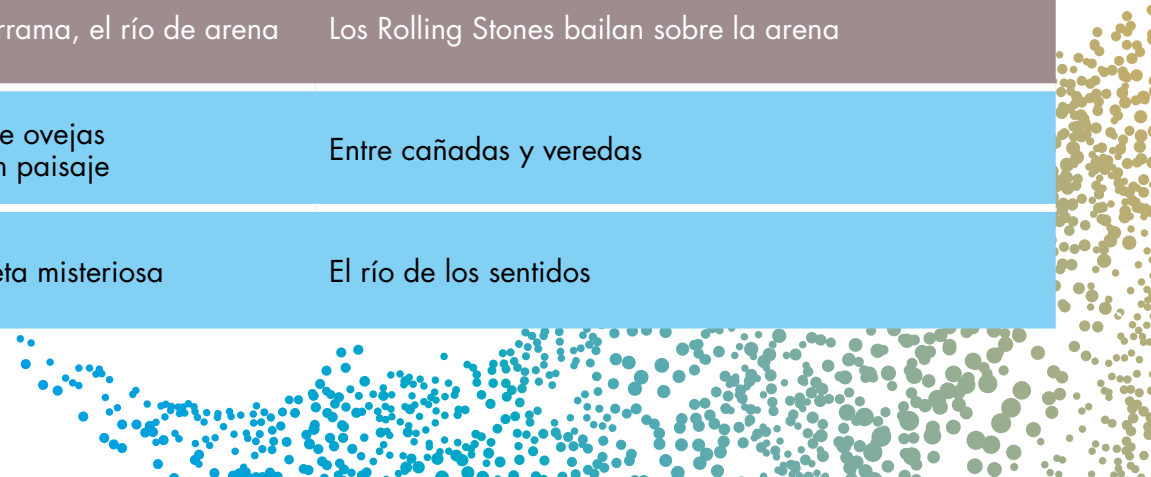 rrama, el río de arena Los Rolling Stones bailan sobre la arena
e ovejas
n paisaje
Entre cañadas y veredas
eta misteriosa El río de los sentidos